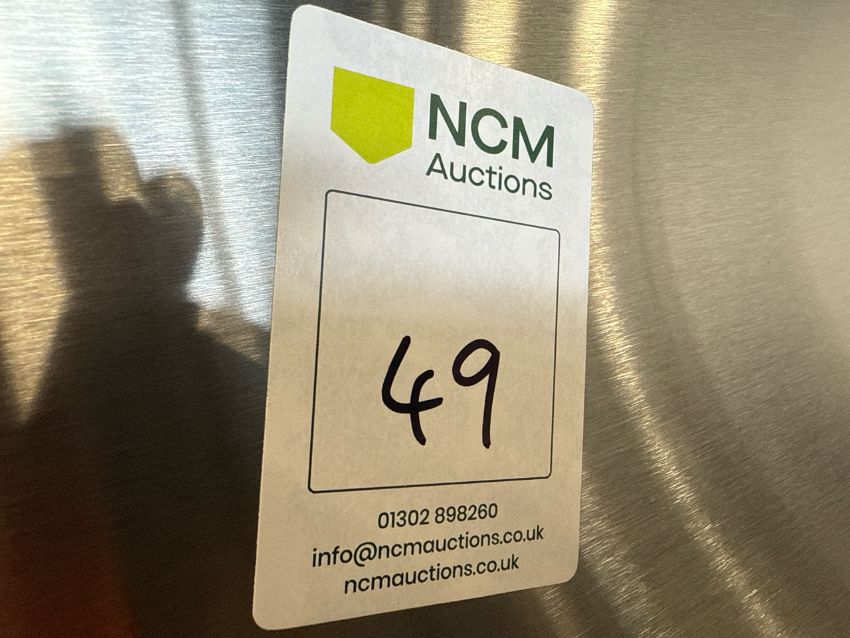 NCM
Auctions
49
01302 898260
info@ncmauctions.co.uk
ncmauctions.co.uk